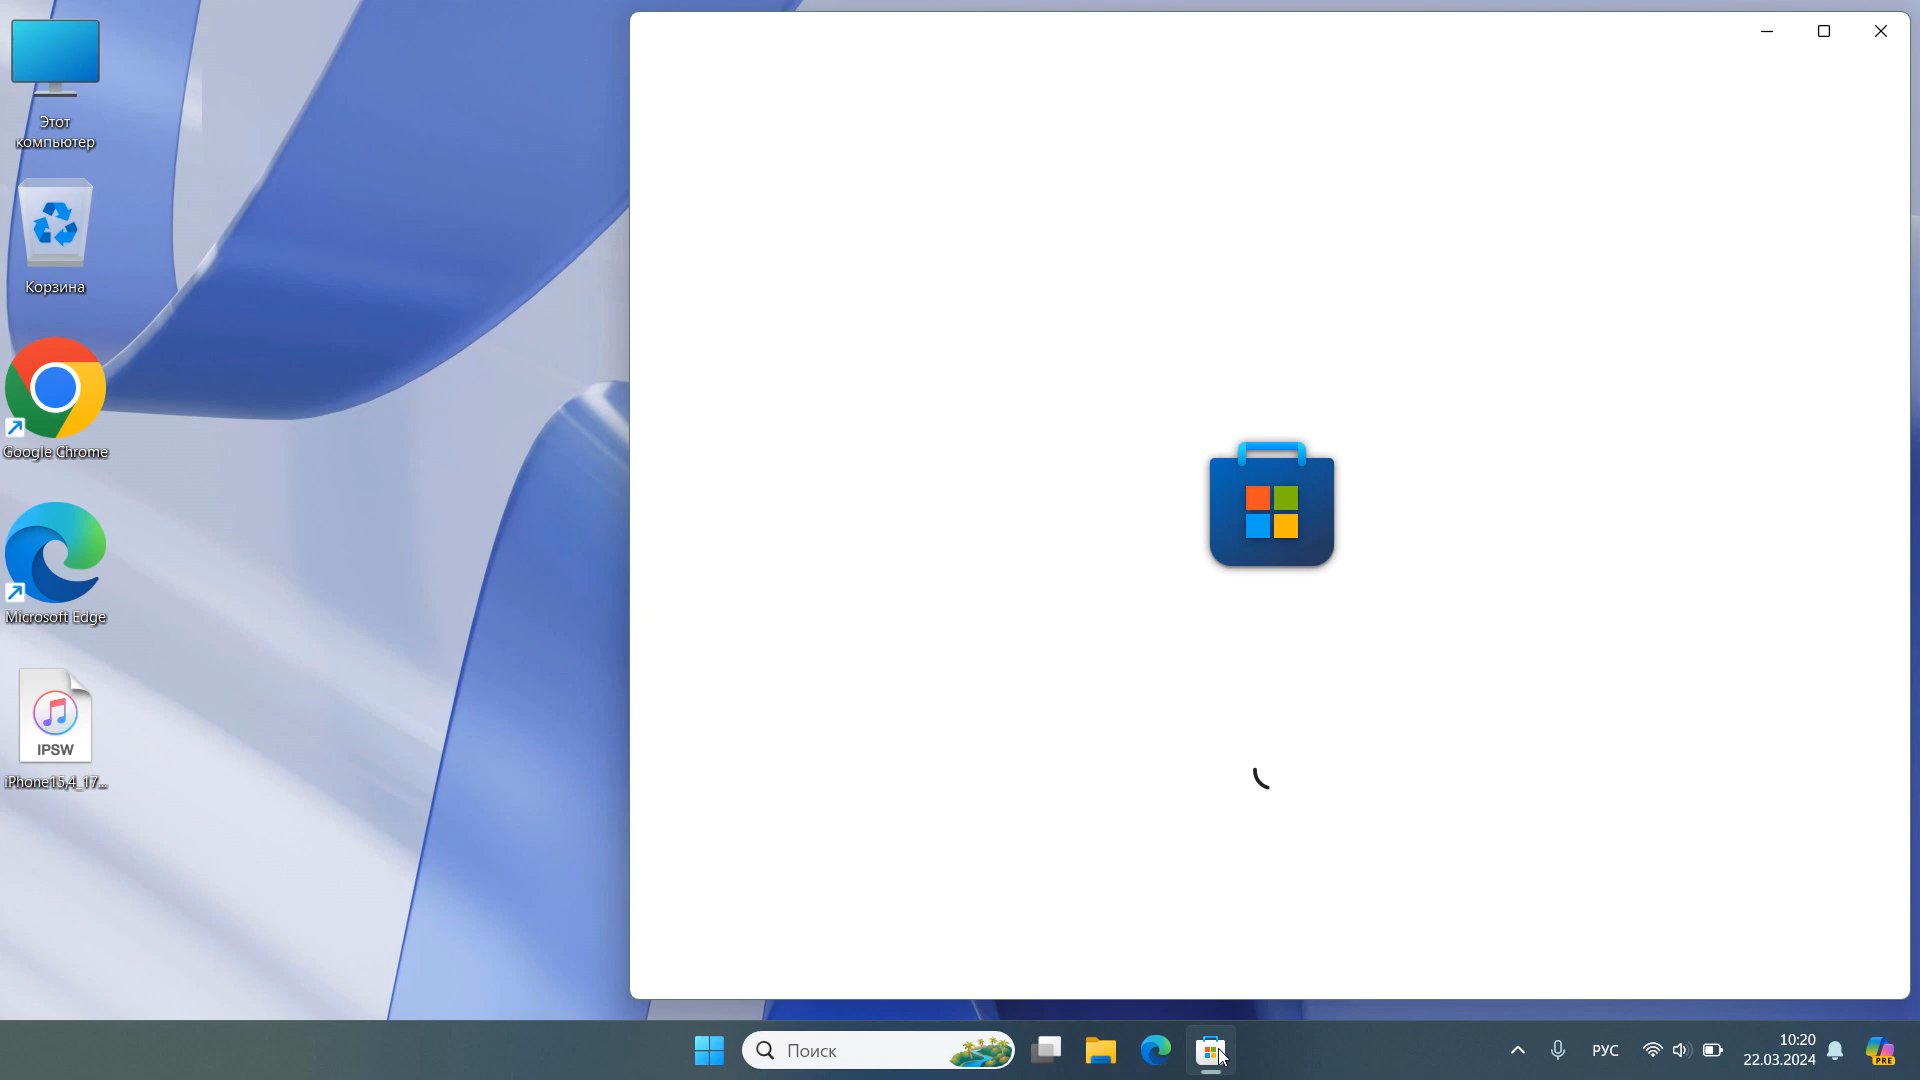 Этот
компьютер
Корзина
Google Chrome
Microsoft Edge
IPSW
iPhone15,4_17...
Поиск
РУС
10:20
22.03.2024
PRE